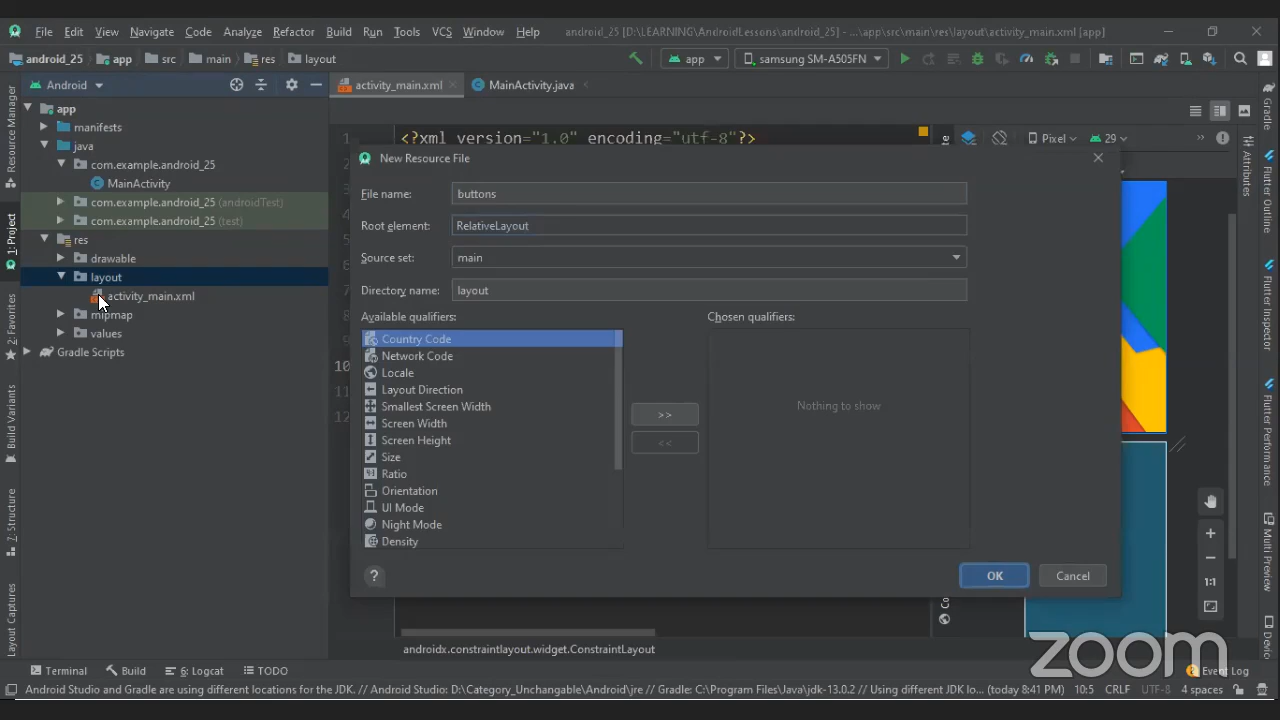 File Edit View Navigate Code Analyze Refactor Build Run Tools VCS Window Help android_25 [D:\LEARNING\AndroidLessons\android_25] - ...\app\src\main\res\layout\activity_main.xml [app]
android_25 app src main res layout app samsung SM-A505FN
Android activity_main.xml MainActivity.java
Resource Manager
1: Project
2: Favorites
Build Variants
7: Structure
Layout Captures
app
manifests
java
com.example.android_25
MainActivity
com.example.android_25 (androidTest)
com.example.android_25 (test)
res
drawable
layout
activity_main.xml
mipmap
values
Gradle Scripts
1 <?xml version="1.0" encoding="utf-8"?>
Pixel 29
New Resource File
File name: buttons
Root element: RelativeLayout
Source set: main
Directory name: layout
Available qualifiers: Chosen qualifiers:
Country Code
Network Code
Locale
Layout Direction
Smallest Screen Width
Screen Width
Screen Height
Size
Ratio
Orientation
UI Mode
Night Mode
Density
>>
<<
Nothing to show
? OK Cancel
1:1
Gradle
Attributes
Flutter Outline
Flutter Inspector
Flutter Performance
Multi Preview
androidx.constraintlayout.widget.ConstraintLayout
zoom
Terminal Build 6: Logcat TODO Event Log
Android Studio and Gradle are using different locations for the JDK. // Android Studio: D:\Category_Unchangable\Android\jre // Gradle: C:\Program Files\Java\jdk-13.0.2 // Using different JDK lo... (today 8:41 PM) 10:5 CRLF UTF-8 4 spaces